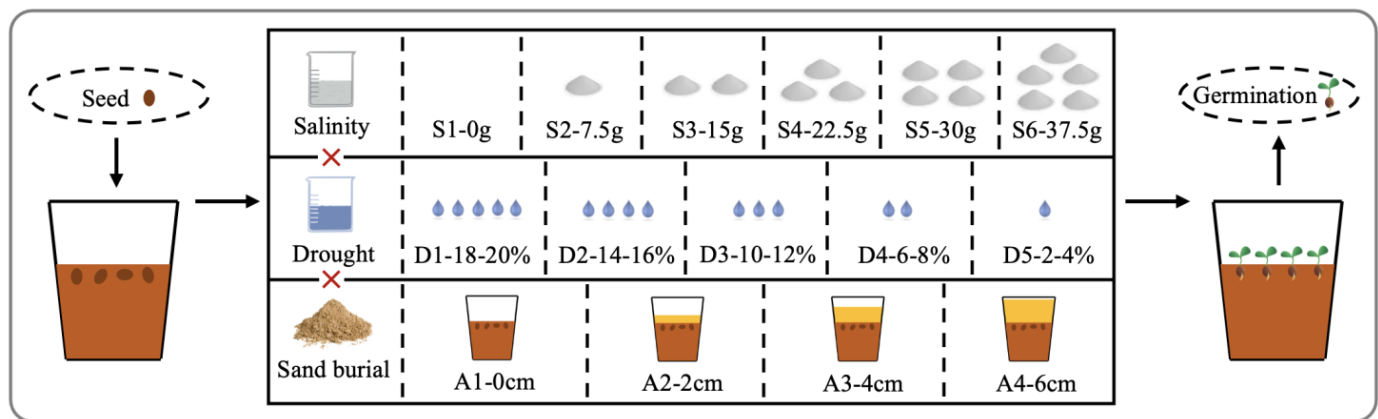 Seed
Salinity
S1-0g
S2-7.5g
S3-15g
S4-22.5g
S5-30g
S6-37.5g
Drought
D1-18-20%
D2-14-16%
D3-10-12%
D4-6-8%
D5-2-4%
Sand burial
A1-0cm
A2-2cm
A3-4cm
A4-6cm
Germination